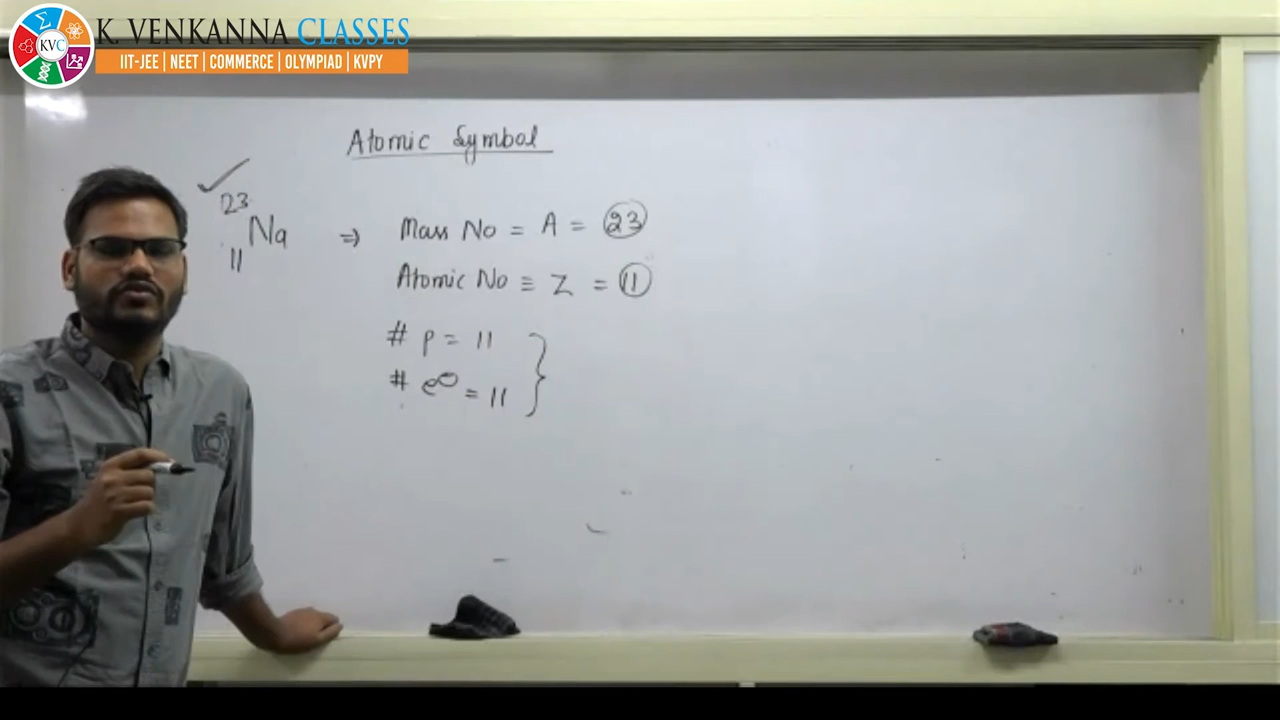 K. VENKANNA CLASSES
KVC
IIT-JEE | NEET | COMMERCE | OLYMPIAD | KVPY
Atomic Symbol
23
Na
11
⇒ Mass No = A = 23
Atomic No ≡ Z = 11
# p = 11
# e⊖ = 11